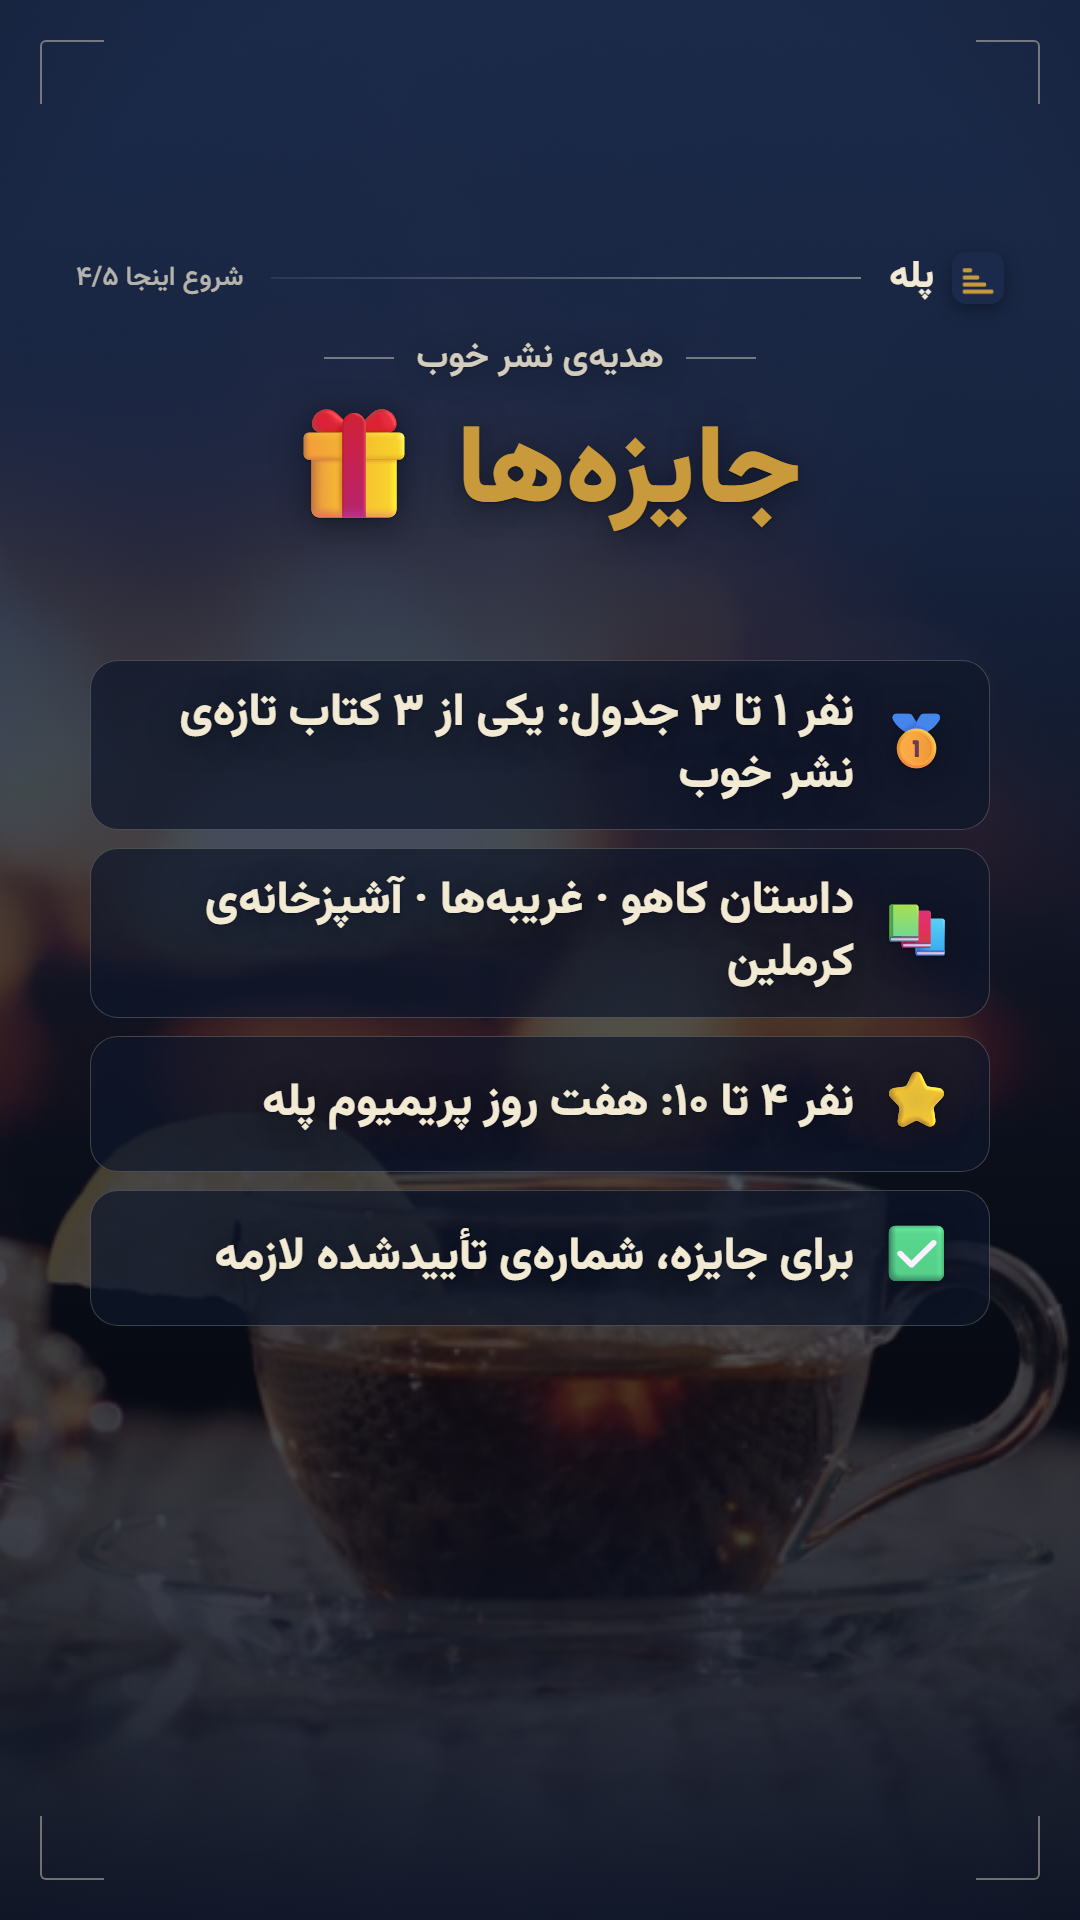 پله
شروع اینجا ۴/۵
هدیه‌ی نشر خوب
جایزه‌ها
نفر ۱ تا ۳ جدول: یکی از ۳ کتاب تازه‌ی
نشر خوب
داستان کاهو · غریبه‌ها · آشپزخانه‌ی
کرملین
نفر ۴ تا ۱۰: هفت روز پریمیوم پله
برای جایزه، شماره‌ی تأییدشده لازمه